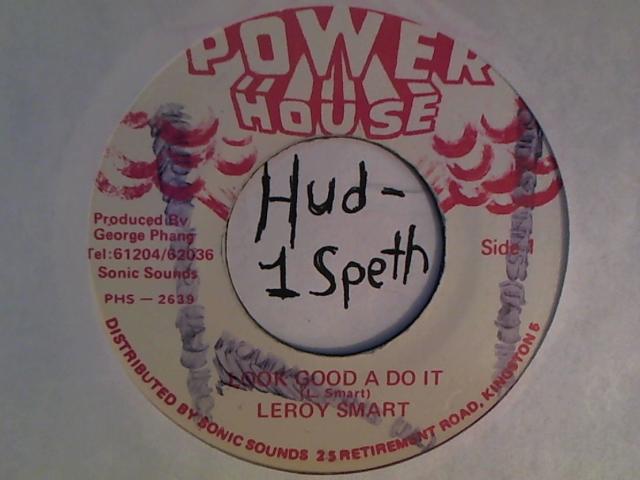 POWER
HOUSE
Hud-
1 Speth
Produced By
George Phang
Tel:61204/62036
Sonic Sounds
PHS — 2639
Side 1
LOOK GOOD A DO IT
(L. Smart)
LEROY SMART
DISTRIBUTED BY SONIC SOUNDS 25 RETIREMENT ROAD, KINGSTON 5